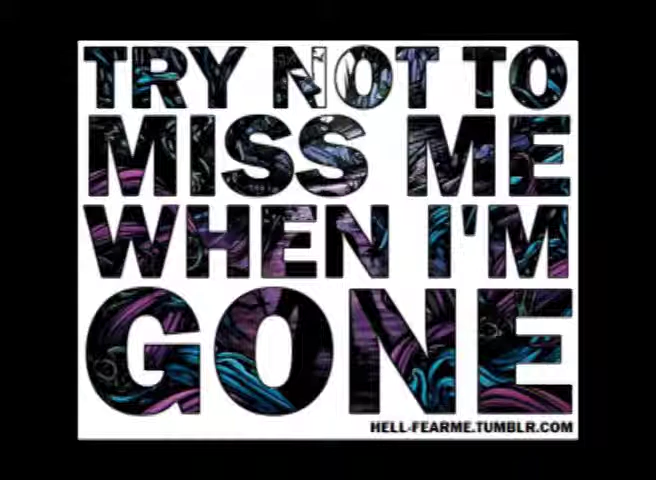 TRY NOT TO
MISS ME
WHEN I'M
GONE
HELL-FEARME.TUMBLR.COM